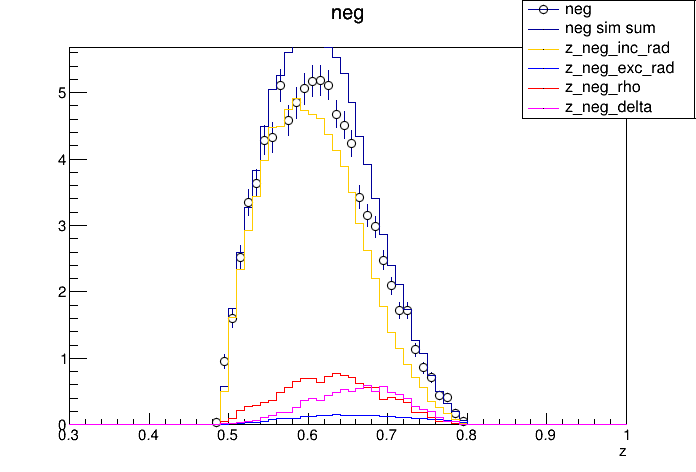 neg
neg
neg sim sum
z_neg_inc_rad
z_neg_exc_rad
z_neg_rho
z_neg_delta
5
4
3
2
1
0
0.3 0.4 0.5 0.6 0.7 0.8 0.9 1
z